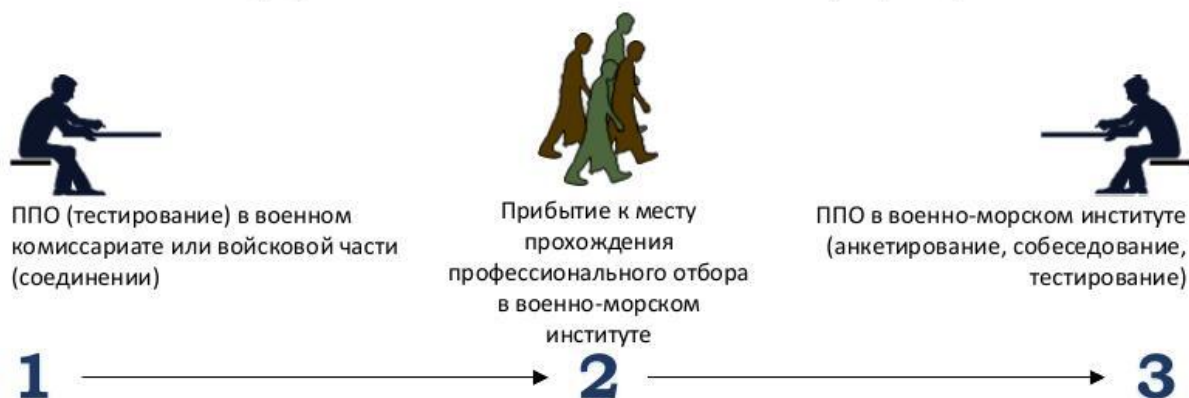 ППО (тестирование) в военном
комиссариате или войсковой части
(соединении)
Прибытие к месту
прохождения
профессионального отбора
в военно-морском
институте
ППО в военно-морском институте
(анкетирование, собеседование,
тестирование)
1
2
3